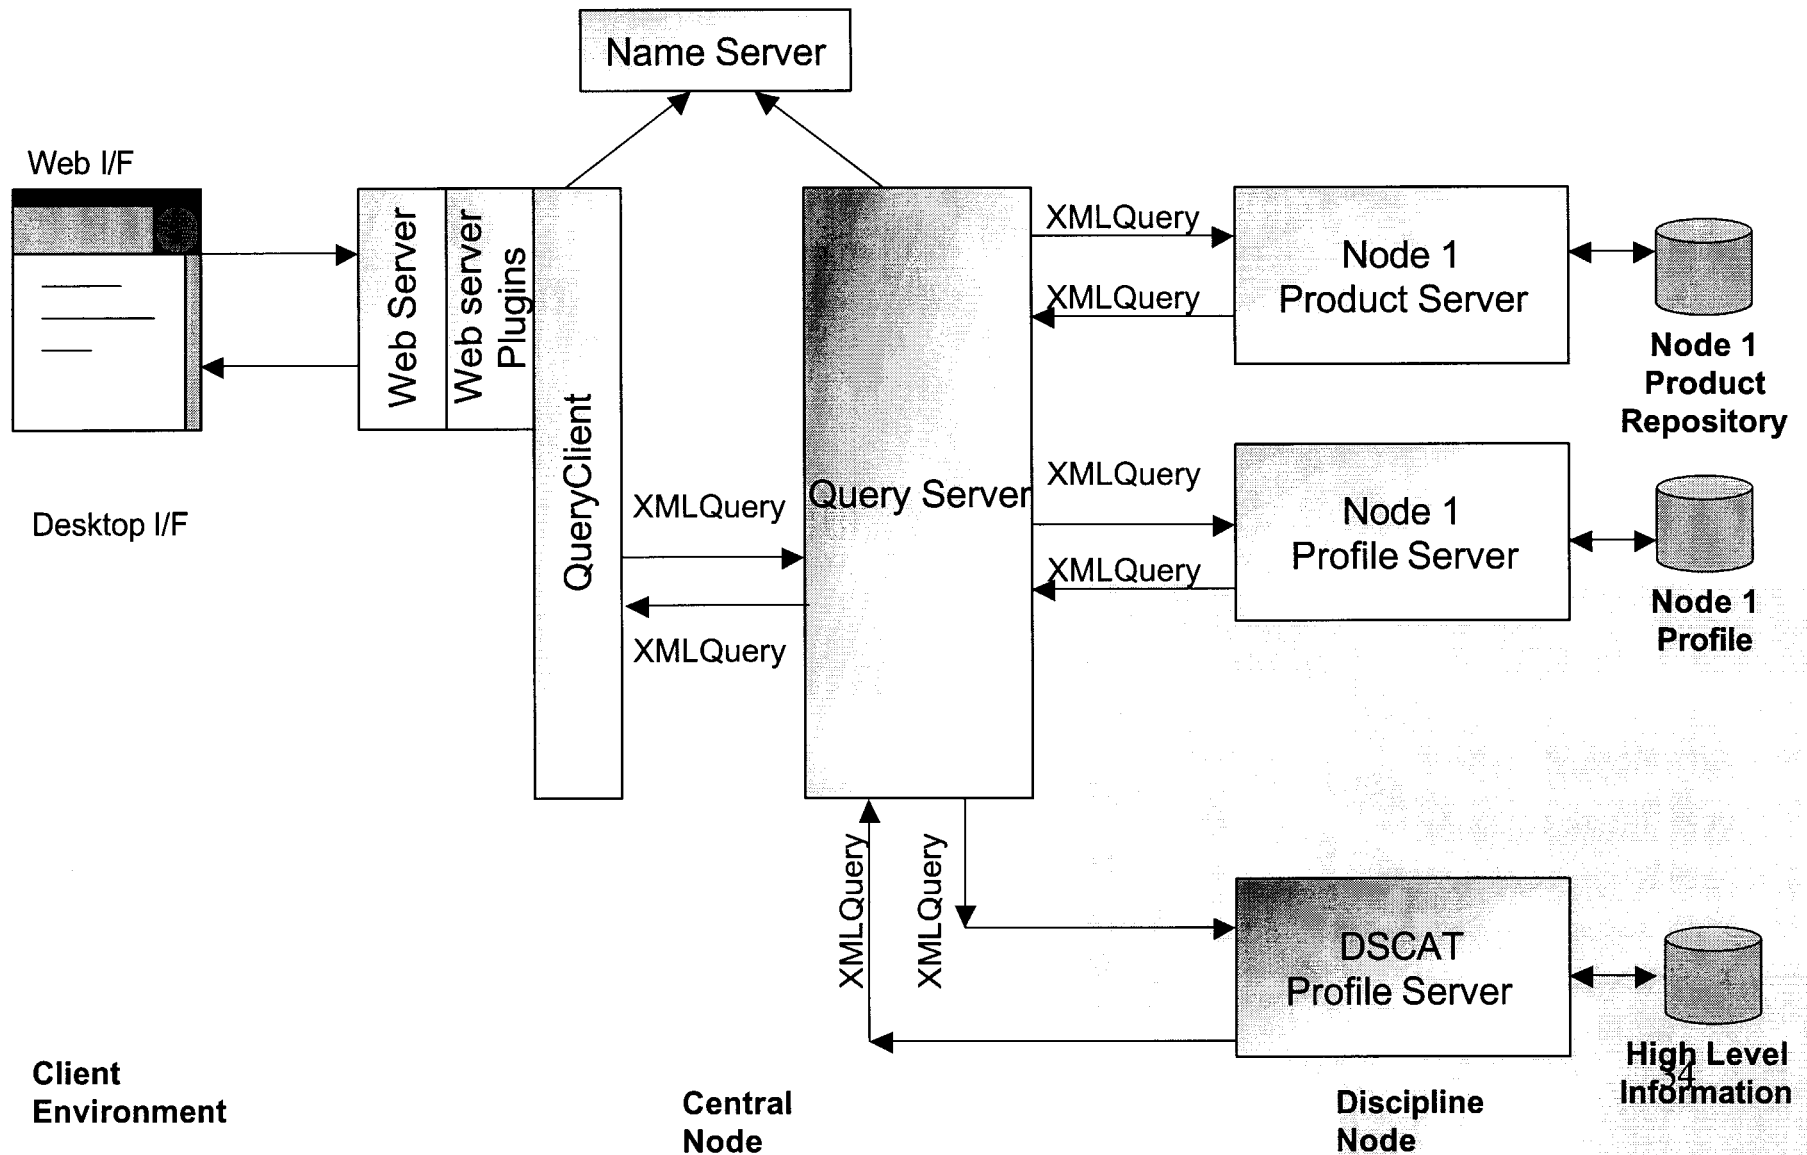 Name Server
Web I/F
Web Server
Web server
Plugins
QueryClient
Desktop I/F
XMLQuery
XMLQuery
Query Server
XMLQuery
XMLQuery
Node 1
Product Server
Node 1
Product
Repository
XMLQuery
XMLQuery
Node 1
Profile Server
Node 1
Profile
XMLQuery
XMLQuery
DSCAT
Profile Server
High Level
Information
34
Client
Environment
Central
Node
Discipline
Node